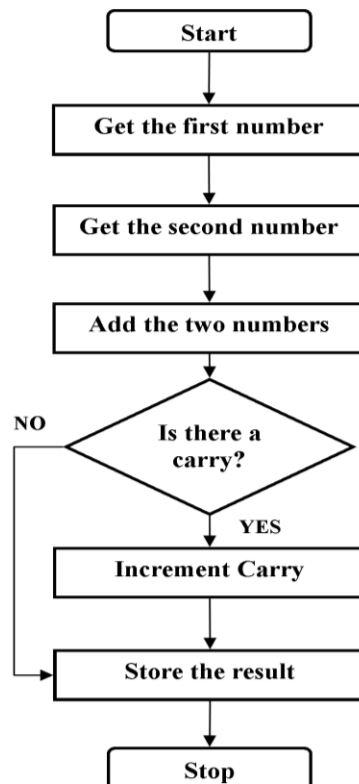 Start
Get the first number
Get the second number
Add the two numbers
NO
Is there a
carry?
YES
Increment Carry
Store the result
Stop